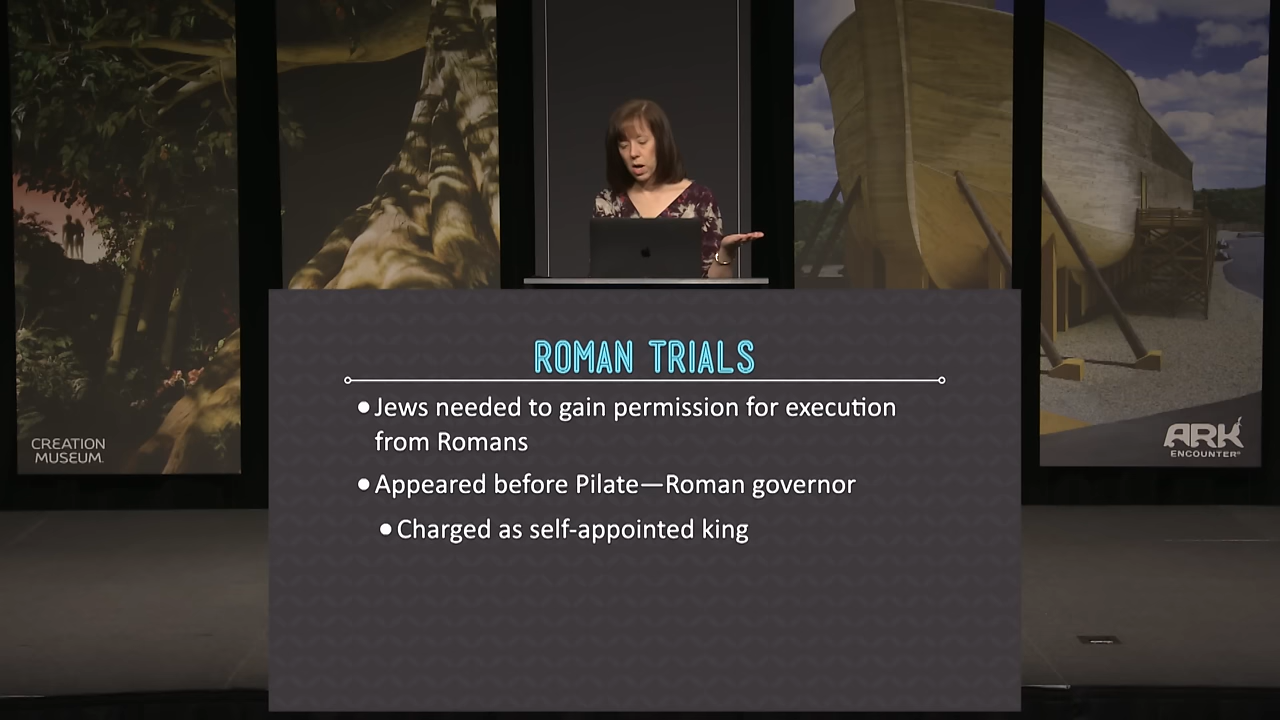 ROMAN TRIALS
● Jews needed to gain permission for execution
from Romans
● Appeared before Pilate—Roman governor
● Charged as self-appointed king
CREATION
MUSEUM.
ARK
ENCOUNTER®